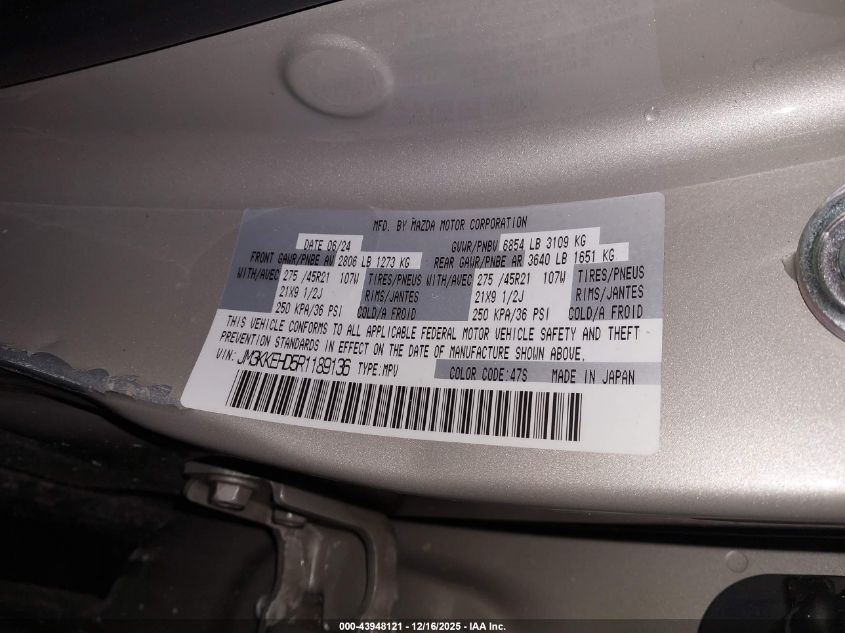 MFD. BY MAZDA MOTOR CORPORATION
DATE 06/24 GVWR/PNBV 6854 LB 3109 KG
FRONT GAWR/PNBE AV 2806 LB 1273 KG REAR GAWR/PNBE AR 3640 LB 1651 KG
WITH/AVEC 275 /45R21 107W TIRES/PNEUS WITH/AVEC 275 /45R21 107W TIRES/PNEUS
21X9 1/2J RIMS/JANTES 21X9 1/2J RIMS/JANTES
250 KPA/36 PSI COLD/A FROID 250 KPA/36 PSI COLD/A FROID
THIS VEHICLE CONFORMS TO ALL APPLICABLE FEDERAL MOTOR VEHICLE SAFETY AND THEFT
PREVENTION STANDARDS IN EFFECT ON THE DATE OF MANUFACTURE SHOWN ABOVE.
VIN: JM3KKEHD5R1189136 TYPE:MPV COLOR CODE:47S MADE IN JAPAN
000-43948121 - 12/16/2025 - IAA Inc.